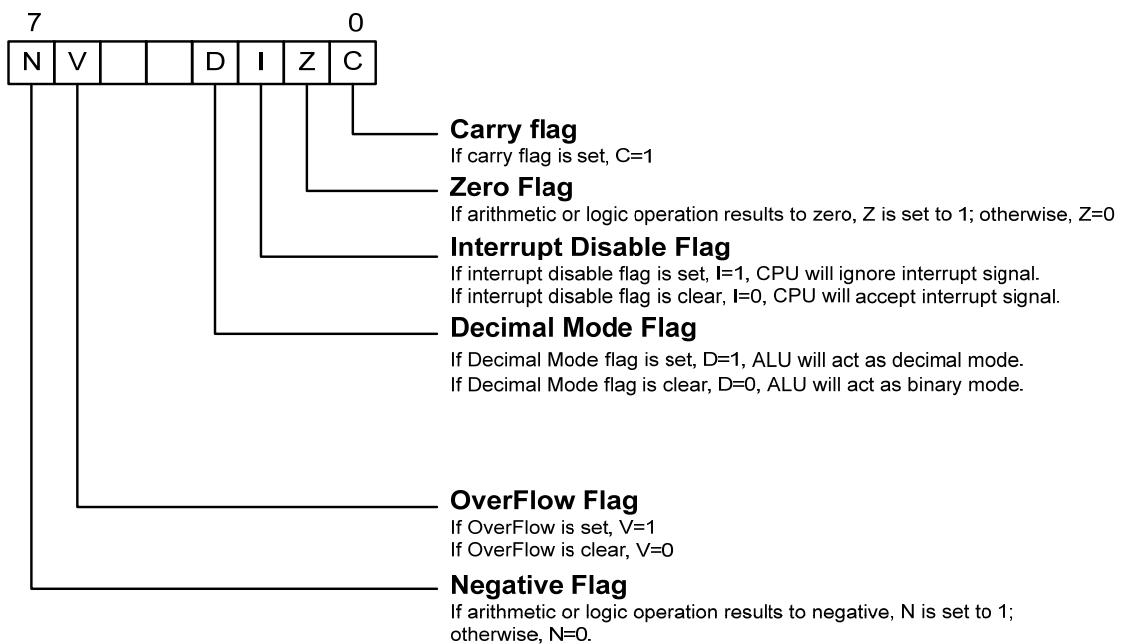 7 0
N V D I Z C
Carry flag
If carry flag is set, C=1
Zero Flag
If arithmetic or logic operation results to zero, Z is set to 1; otherwise, Z=0
Interrupt Disable Flag
If interrupt disable flag is set, I=1, CPU will ignore interrupt signal.
If interrupt disable flag is clear, I=0, CPU will accept interrupt signal.
Decimal Mode Flag
If Decimal Mode flag is set, D=1, ALU will act as decimal mode.
If Decimal Mode flag is clear, D=0, ALU will act as binary mode.
OverFlow Flag
If OverFlow is set, V=1
If OverFlow is clear, V=0
Negative Flag
If arithmetic or logic operation results to negative, N is set to 1;
otherwise, N=0.